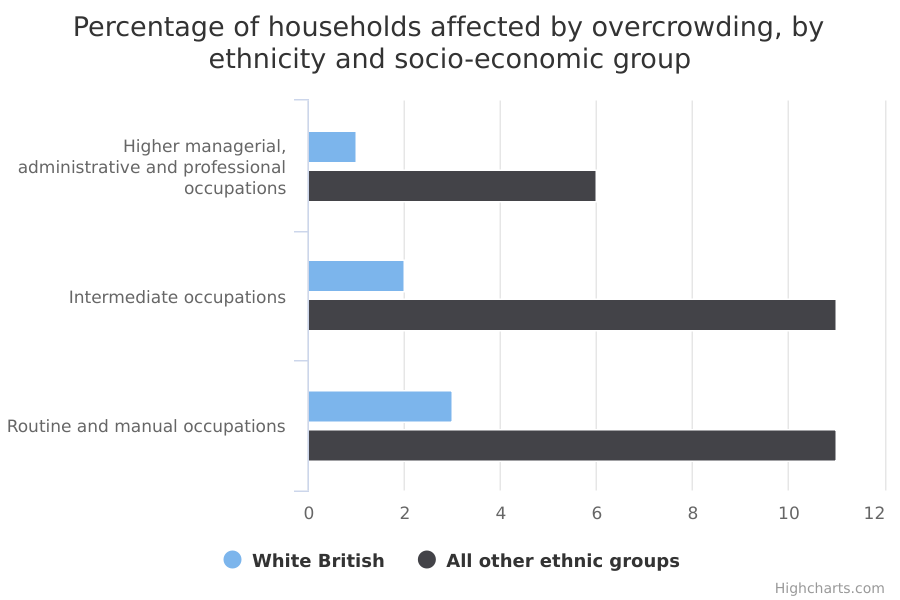 Percentage of households affected by overcrowding, by
ethnicity and socio-economic group
Higher managerial,
administrative and professional
occupations
Intermediate occupations
Routine and manual occupations
0 2 4 6 8 10 12
White British All other ethnic groups
Highcharts.com